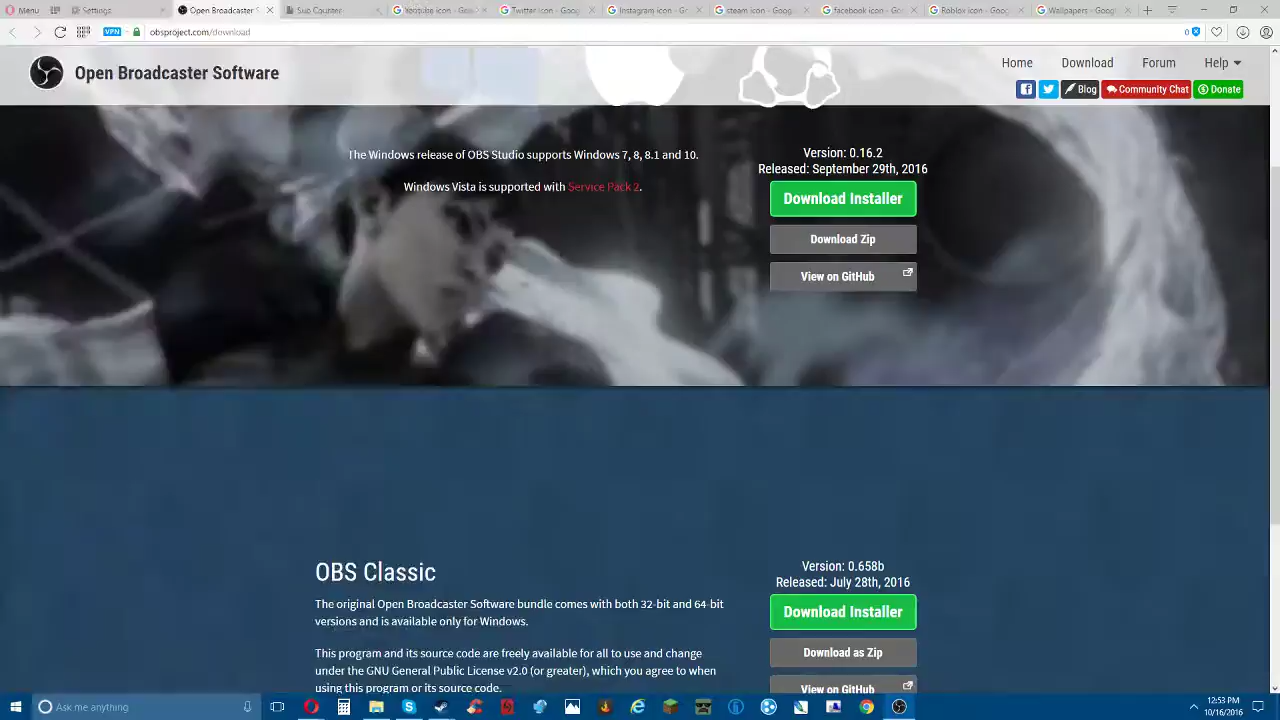 Menu
Settings
Open Broadcaster S
Sub Counter
Youtube icon - Goo
Twitter icon - Goog
Instagram icon - Gr
steam icon - Googl
facebook icon - Goo
Roblox icon - Goog
Wallpapers - Googl
VPN
obsproject.com/download
0
Open Broadcaster Software
Home
Download
Forum
Help
Blog
Community Chat
Donate
The Windows release of OBS Studio supports Windows 7, 8, 8.1 and 10.
Windows Vista is supported with Service Pack 2.
Version: 0.16.2
Released: September 29th, 2016
Download Installer
Download Zip
View on GitHub
OBS Classic
The original Open Broadcaster Software bundle comes with both 32-bit and 64-bit
versions and is available only for Windows.
This program and its source code are freely available for all to use and change
under the GNU General Public License v2.0 (or greater), which you agree to when
using this program or its source code.
Version: 0.658b
Released: July 28th, 2016
Download Installer
Download as Zip
View on GitHub
Ask me anything
12:53 PM
10/16/2016